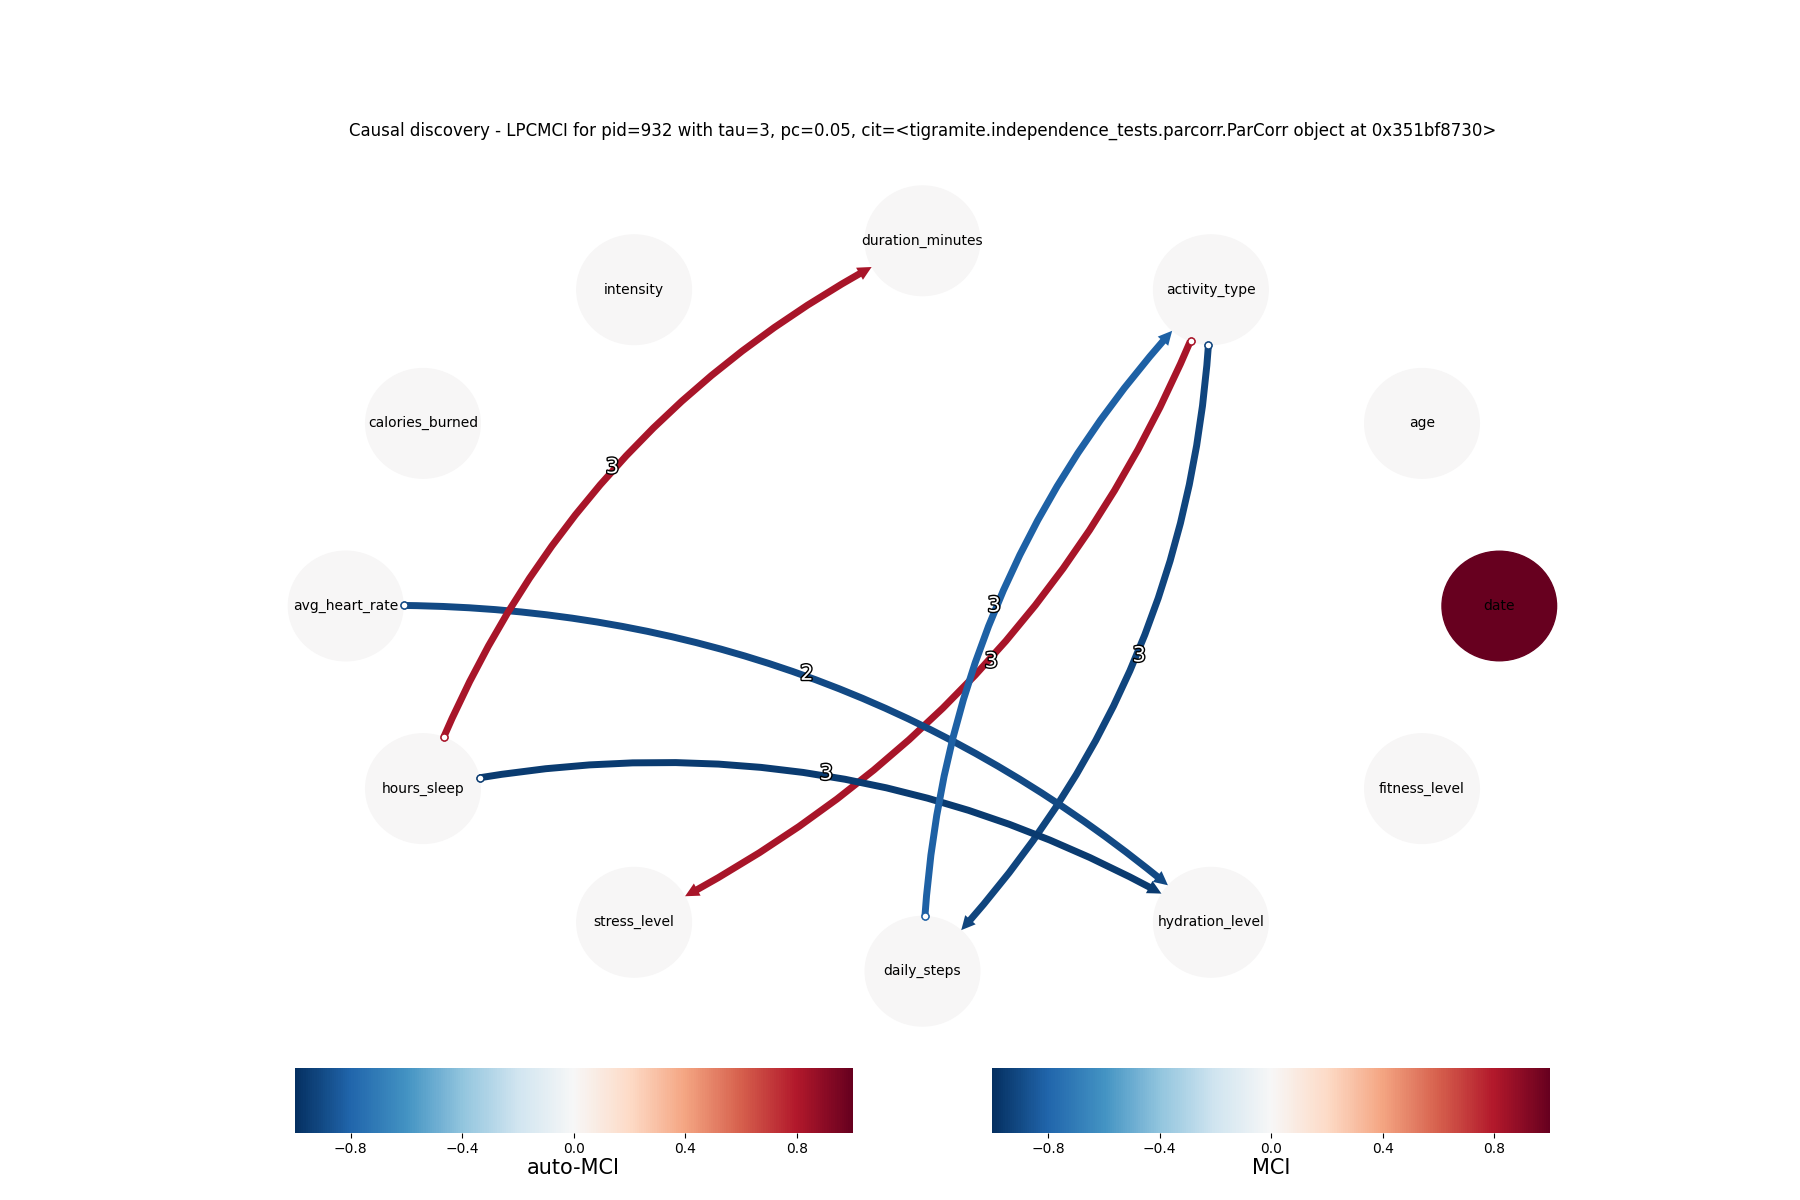 Causal discovery - LPCMCI for pid=932 with tau=3, pc=0.05, cit=<tigramite.independence_tests.parcorr.ParCorr object at 0x351bf8730>
duration_minutes
intensity
activity_type
calories_burned
age
3
avg_heart_rate
3
date
3
3
2
3
hours_sleep
fitness_level
stress_level
hydration_level
daily_steps
−0.8 −0.4 0.0 0.4 0.8
auto-MCI
−0.8 −0.4 0.0 0.4 0.8
MCI